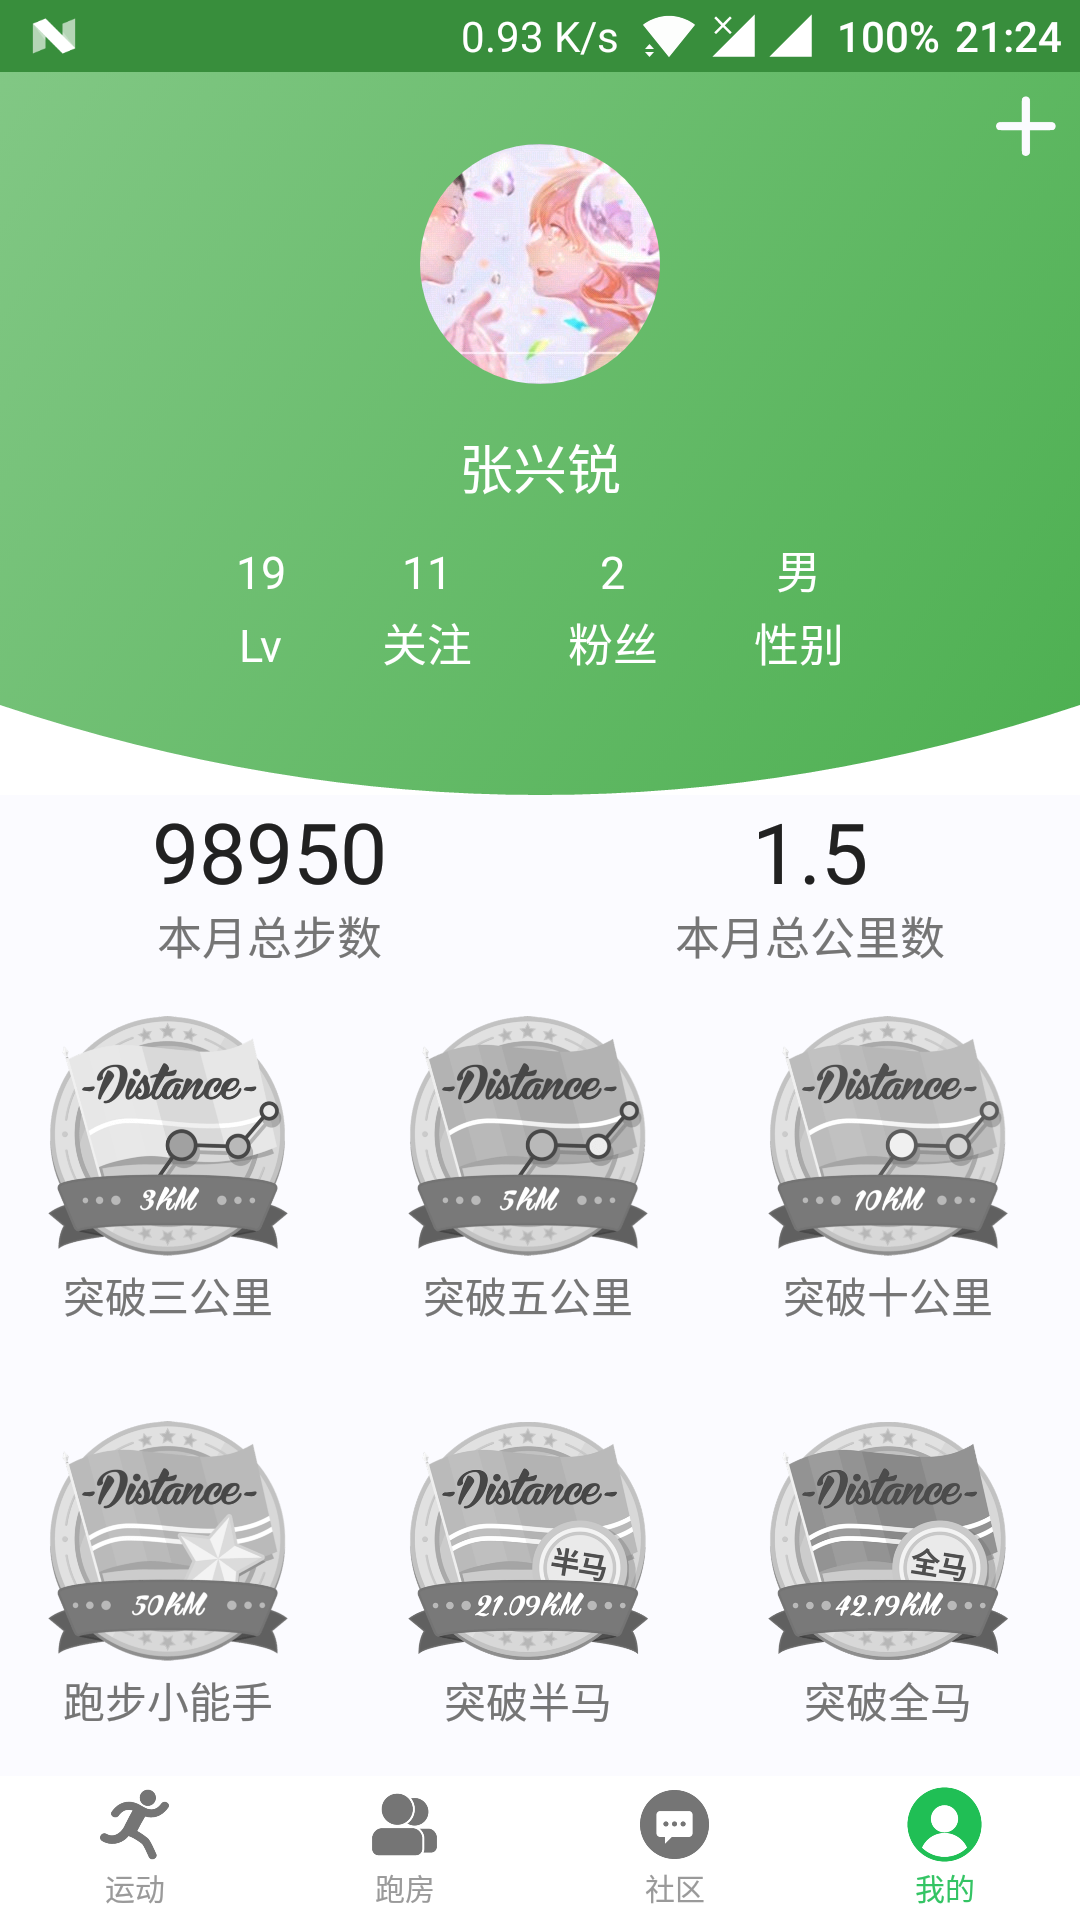 0.93 K/s 100% 21:24
张兴锐
19 11 2 男
Lv 关注 粉丝 性别
98950 1.5
本月总步数 本月总公里数
-Distance- -Distance- -Distance-
3KM 5KM 10KM
突破三公里 突破五公里 突破十公里
-Distance- -Distance- -Distance-
半马 全马
50KM 21.09KM 42.19KM
跑步小能手 突破半马 突破全马
运动 跑房 社区 我的